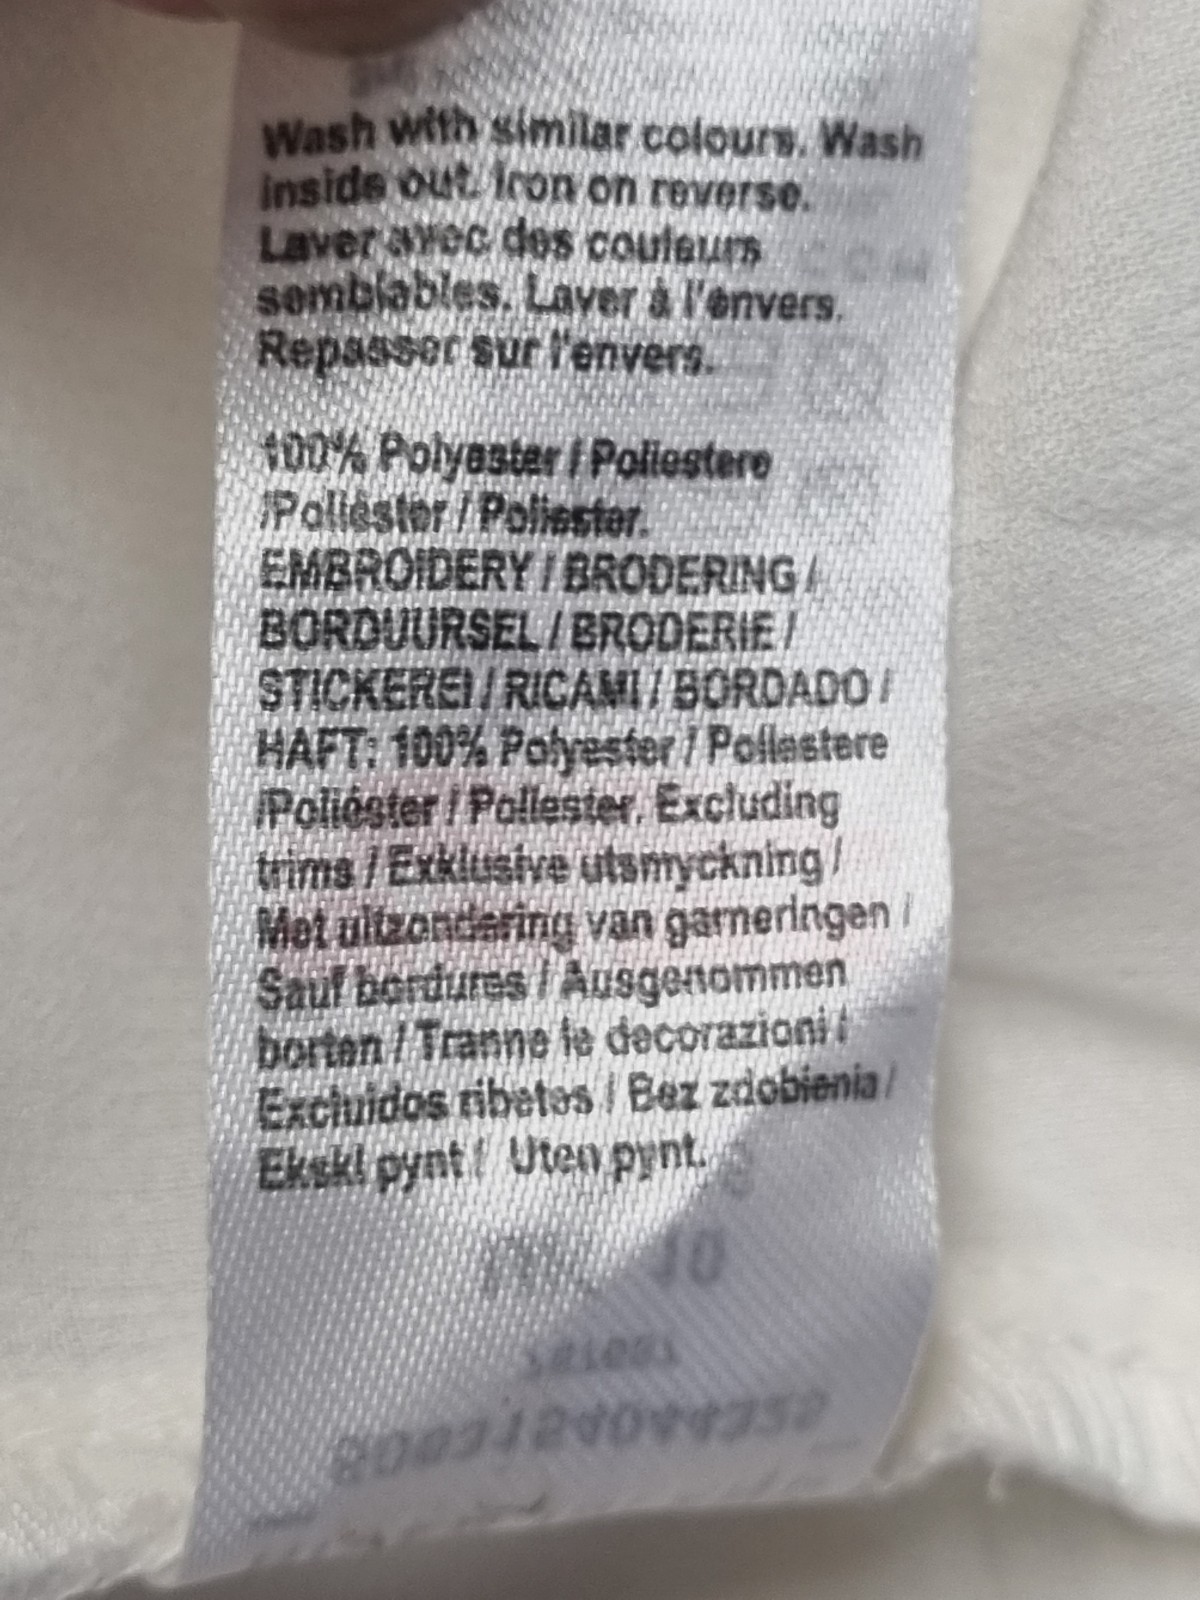 Wash with similar colours. Wash
inside out. Iron on reverse.
Laver avec des couleurs
semblables. Laver à l'envers.
Repasser sur l'envers.
100% Polyester / Poliestere
/Poliéster / Poliester.
EMBROIDERY / BRODERING /
BORDUURSEL / BRODERIE /
STICKEREI / RICAMI / BORDADO /
HAFT: 100% Polyester / Poliestere
/Poliéster / Poliester. Excluding
trims / Exklusive utsmyckning /
Met uitzondering van garneringen /
Sauf bordures / Ausgenommen
borten / Tranne le decorazioni /
Excluidos ribetes / Bez zdobienia /
Ekskl pynt / Uten pynt.